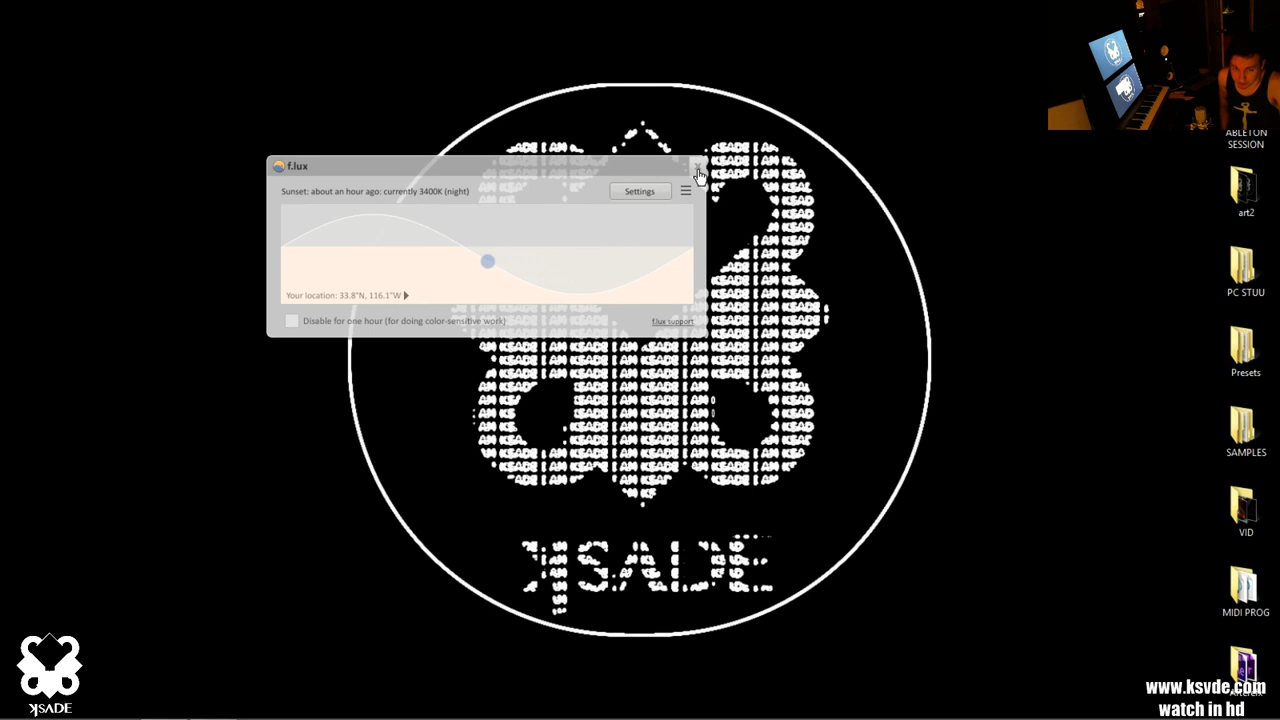 ABLETON
SESSION
f.lux
Sunset: about an hour ago: currently 3400K (night)
Settings
Your location: 33.8°N, 116.1°W
Disable for one hour (for doing color-sensitive work)
f.lux support
art2
PC STUU
Presets
SAMPLES
VID
MIDI PROG
KSADE
KSADE
www.ksvde.com
watch in hd